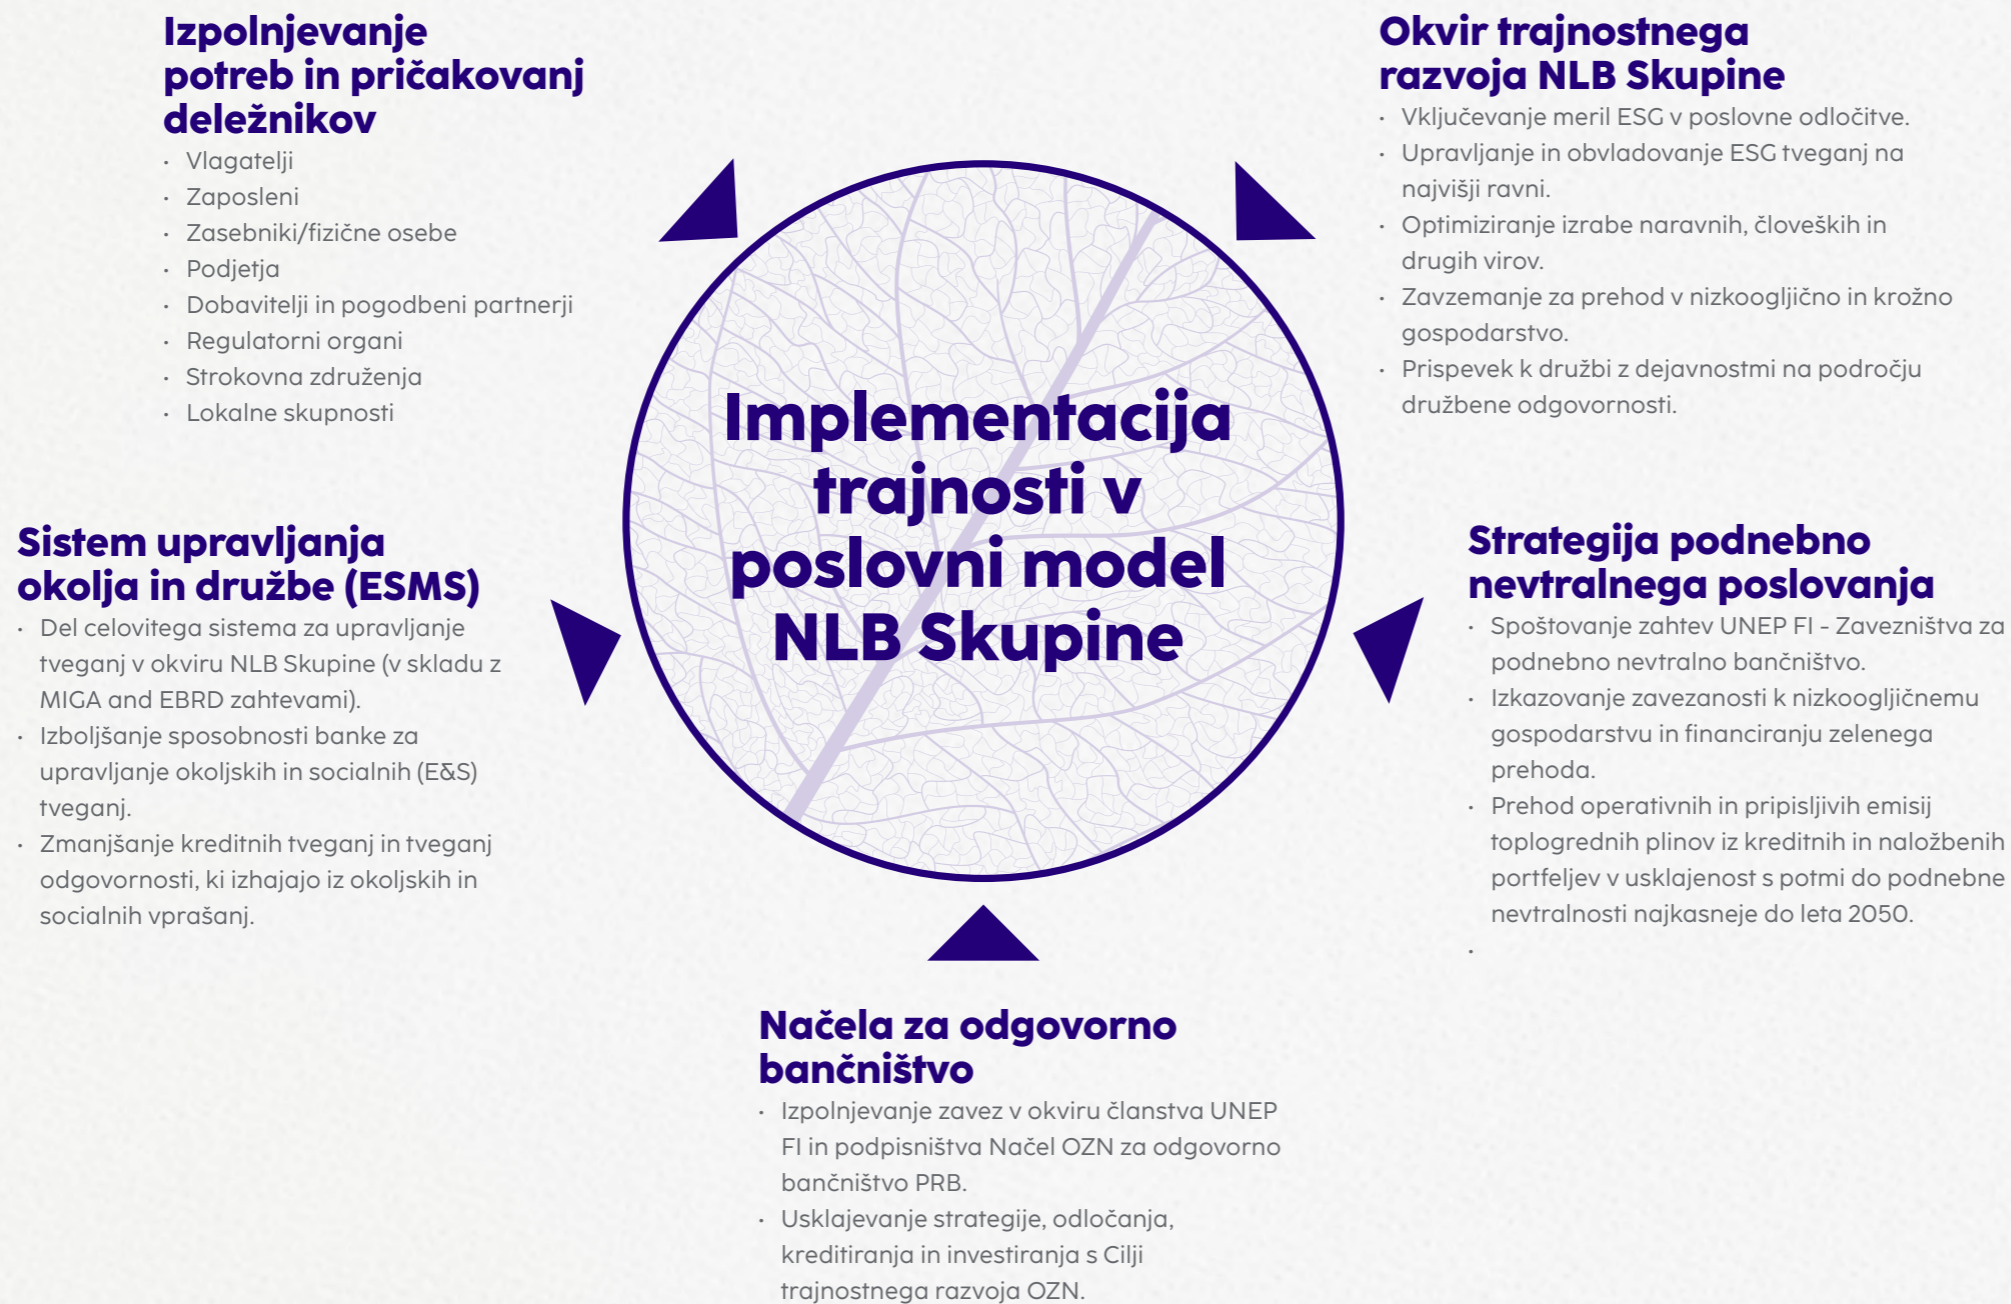 Izpolnjevanje
potreb in pričakovanj
deležnikov
· Vlagatelji
· Zaposleni
· Zasebniki/fizične osebe
· Podjetja
· Dobavitelji in pogodbeni partnerji
· Regulatorni organi
· Strokovna združenja
· Lokalne skupnosti
Okvir trajnostnega
razvoja NLB Skupine
· Vključevanje meril ESG v poslovne odločitve.
· Upravljanje in obvladovanje ESG tveganj na
najvišji ravni.
· Optimiziranje izrabe naravnih, človeških in
drugih virov.
· Zavzemanje za prehod v nizkoogljično in krožno
gospodarstvo.
· Prispevek k družbi z dejavnostmi na področju
družbene odgovornosti.
Implementacija
trajnosti v
poslovni model
NLB Skupine
Sistem upravljanja
okolja in družbe (ESMS)
· Del celovitega sistema za upravljanje
tveganj v okviru NLB Skupine (v skladu z
MIGA and EBRD zahtevami).
· Izboljšanje sposobnosti banke za
upravljanje okoljskih in socialnih (E&S)
tveganj.
· Zmanjšanje kreditnih tveganj in tveganj
odgovornosti, ki izhajajo iz okoljskih in
socialnih vprašanj.
Strategija podnebno
nevtralnega poslovanja
· Spoštovanje zahtev UNEP FI - Zavezništva za
podnebno nevtralno bančništvo.
· Izkazovanje zavezanosti k nizkoogljičnemu
gospodarstvu in financiranju zelenega
prehoda.
· Prehod operativnih in pripisljivih emisij
toplogrednih plinov iz kreditnih in naložbenih
portfeljev v usklajenost s potmi do podnebne
nevtralnosti najkasneje do leta 2050.
·
Načela za odgovorno
bančništvo
· Izpolnjevanje zavez v okviru članstva UNEP
FI in podpisništva Načel OZN za odgovorno
bančništvo PRB.
· Usklajevanje strategije, odločanja,
kreditiranja in investiranja s Cilji
trajnostnega razvoja OZN.